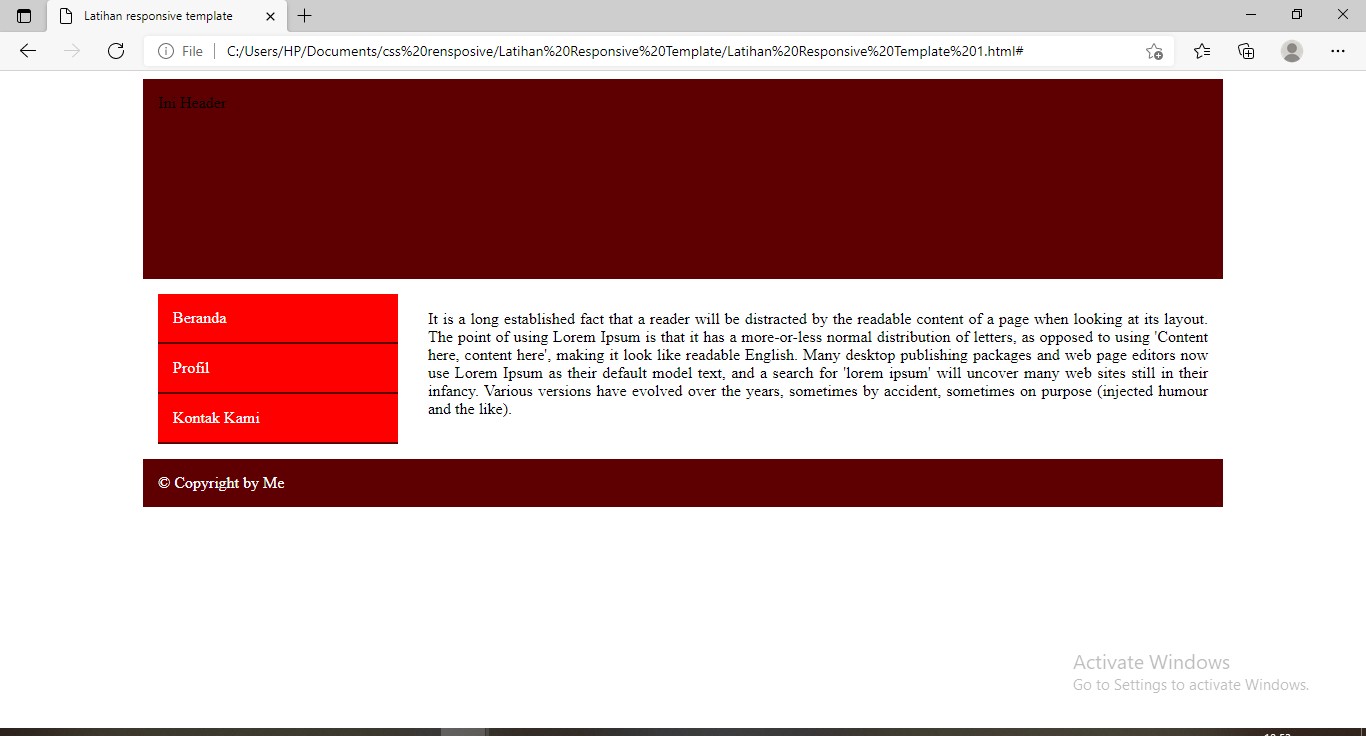 Latihan responsive template
File
C:/Users/HP/Documents/css%20rensposive/Latihan%20Responsive%20Template/Latihan%20Responsive%20Template%201.html#
Ini Header
Beranda
Profil
Kontak Kami
It is a long established fact that a reader will be distracted by the readable content of a page when looking at its layout.
The point of using Lorem Ipsum is that it has a more-or-less normal distribution of letters, as opposed to using 'Content
here, content here', making it look like readable English. Many desktop publishing packages and web page editors now
use Lorem Ipsum as their default model text, and a search for 'lorem ipsum' will uncover many web sites still in their
infancy. Various versions have evolved over the years, sometimes by accident, sometimes on purpose (injected humour
and the like).
© Copyright by Me
Activate Windows
Go to Settings to activate Windows.